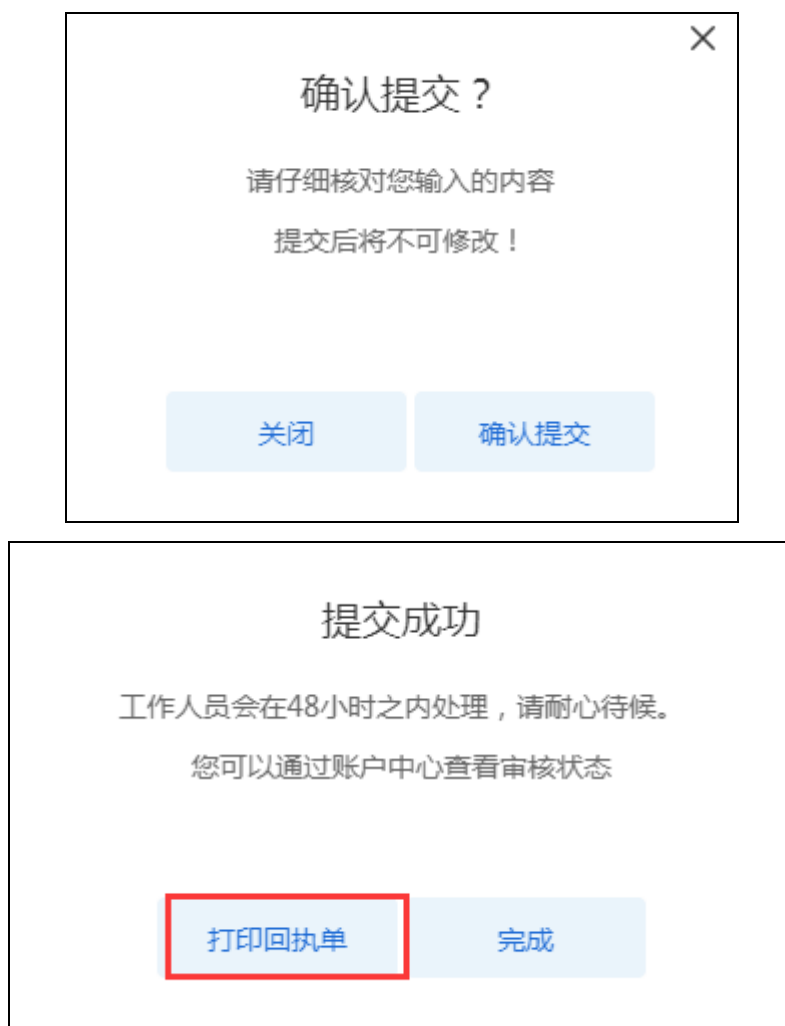 确认提交？
请仔细核对您输入的内容
提交后将不可修改！
关闭
确认提交
提交成功
工作人员会在48小时之内处理，请耐心待候。
您可以通过账户中心查看审核状态
打印回执单
完成